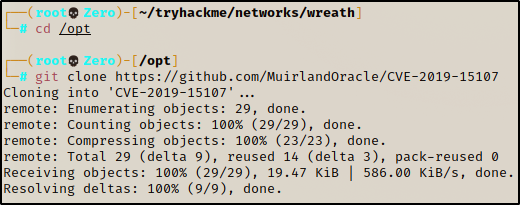 ┌──(root💀Zero)-[~/tryhackme/networks/wreath]
└─# cd /opt
┌──(root💀Zero)-[/opt]
└─# git clone https://github.com/MuirlandOracle/CVE-2019-15107
Cloning into 'CVE-2019-15107'...
remote: Enumerating objects: 29, done.
remote: Counting objects: 100% (29/29), done.
remote: Compressing objects: 100% (23/23), done.
remote: Total 29 (delta 9), reused 14 (delta 3), pack-reused 0
Receiving objects: 100% (29/29), 19.47 KiB | 586.00 KiB/s, done.
Resolving deltas: 100% (9/9), done.